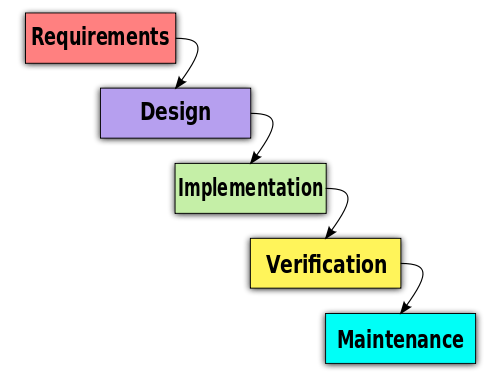 Requirements
Design
Implementation
Verification
Maintenance